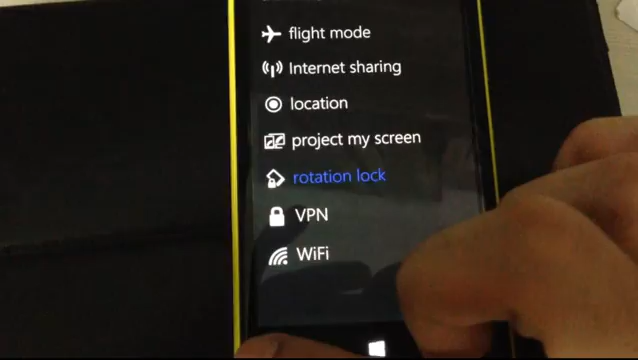 flight mode
Internet sharing
location
project my screen
rotation lock
VPN
WiFi